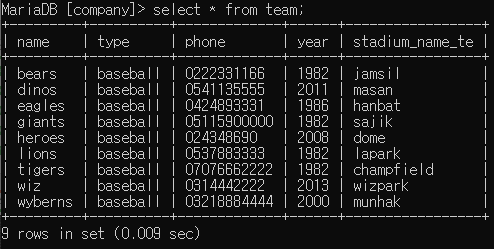 MariaDB [company]> select * from team;
+----------+----------+-------------+------+-----------------+
| name | type | phone | year | stadium_name_te |
+----------+----------+-------------+------+-----------------+
| bears | baseball | 0222331166 | 1982 | jamsil |
| dinos | baseball | 0541135555 | 2011 | masan |
| eagles | baseball | 0424893331 | 1986 | hanbat |
| giants | baseball | 05115900000 | 1982 | sajik |
| heroes | baseball | 024348690 | 2008 | dome |
| lions | baseball | 0537883333 | 1982 | lapark |
| tigers | baseball | 07076662222 | 1982 | champfield |
| wiz | baseball | 0314442222 | 2013 | wizpark |
| wyberns | baseball | 03218884444 | 2000 | munhak |
+----------+----------+-------------+------+-----------------+
9 rows in set (0.009 sec)